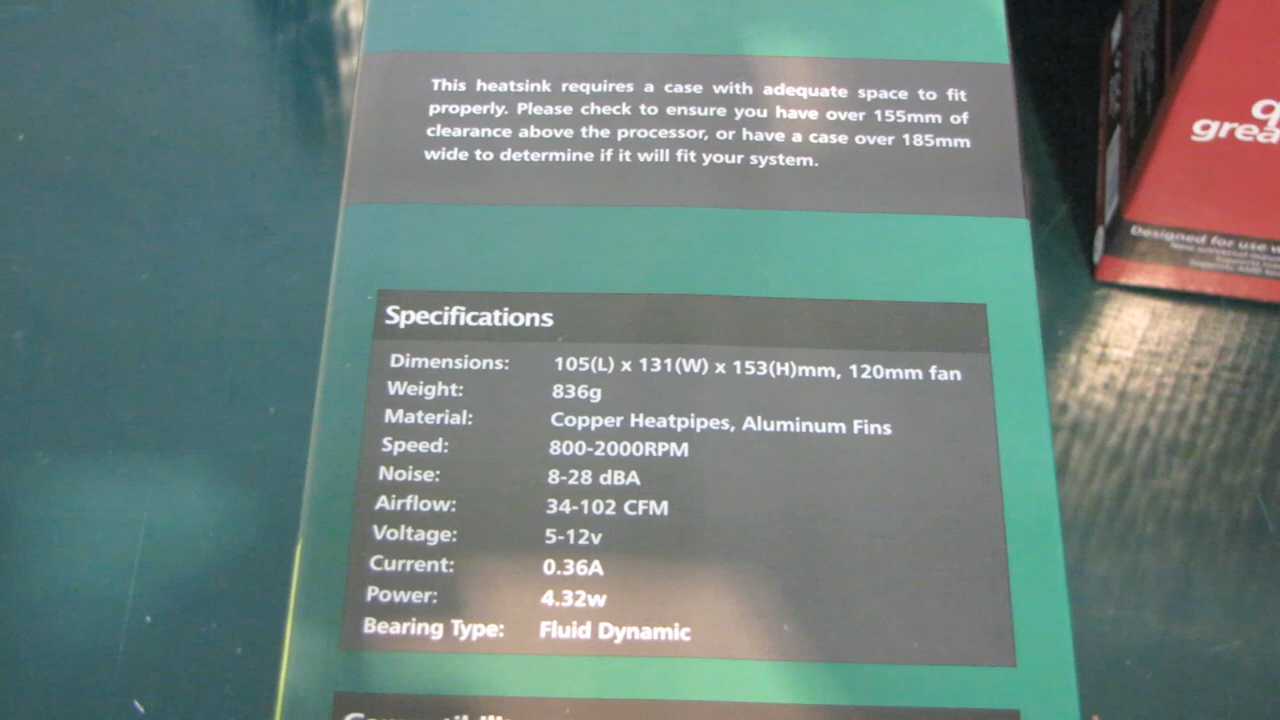 This heatsink requires a case with adequate space to fit
properly. Please check to ensure you have over 155mm of
clearance above the processor, or have a case over 185mm
wide to determine if it will fit your system.
Specifications
Dimensions: 105(L) x 131(W) x 153(H)mm, 120mm fan
Weight: 836g
Material: Copper Heatpipes, Aluminum Fins
Speed: 800-2000RPM
Noise: 8-28 dBA
Airflow: 34-102 CFM
Voltage: 5-12v
Current: 0.36A
Power: 4.32w
Bearing Type: Fluid Dynamic
Designed for use